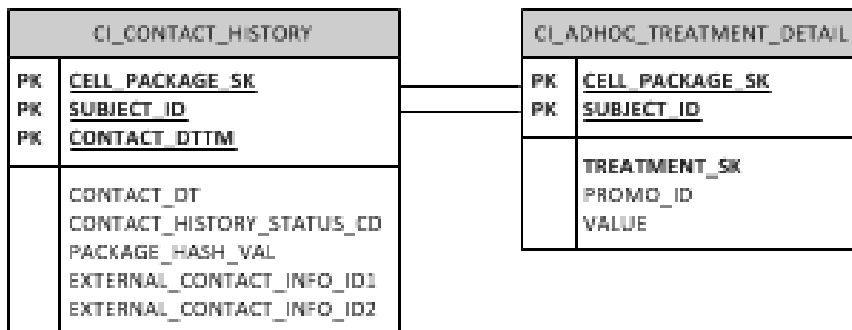 CI_CONTACT_HISTORY
PK CELL_PACKAGE_SK
PK SUBJECT_ID
PK CONTACT_DTTM
CONTACT_DT
CONTACT_HISTORY_STATUS_CD
PACKAGE_HASH_VAL
EXTERNAL_CONTACT_INFO_ID1
EXTERNAL_CONTACT_INFO_ID2
CI_ADHOC_TREATMENT_DETAIL
PK CELL_PACKAGE_SK
PK SUBJECT_ID
TREATMENT_SK
PROMO_ID
VALUE